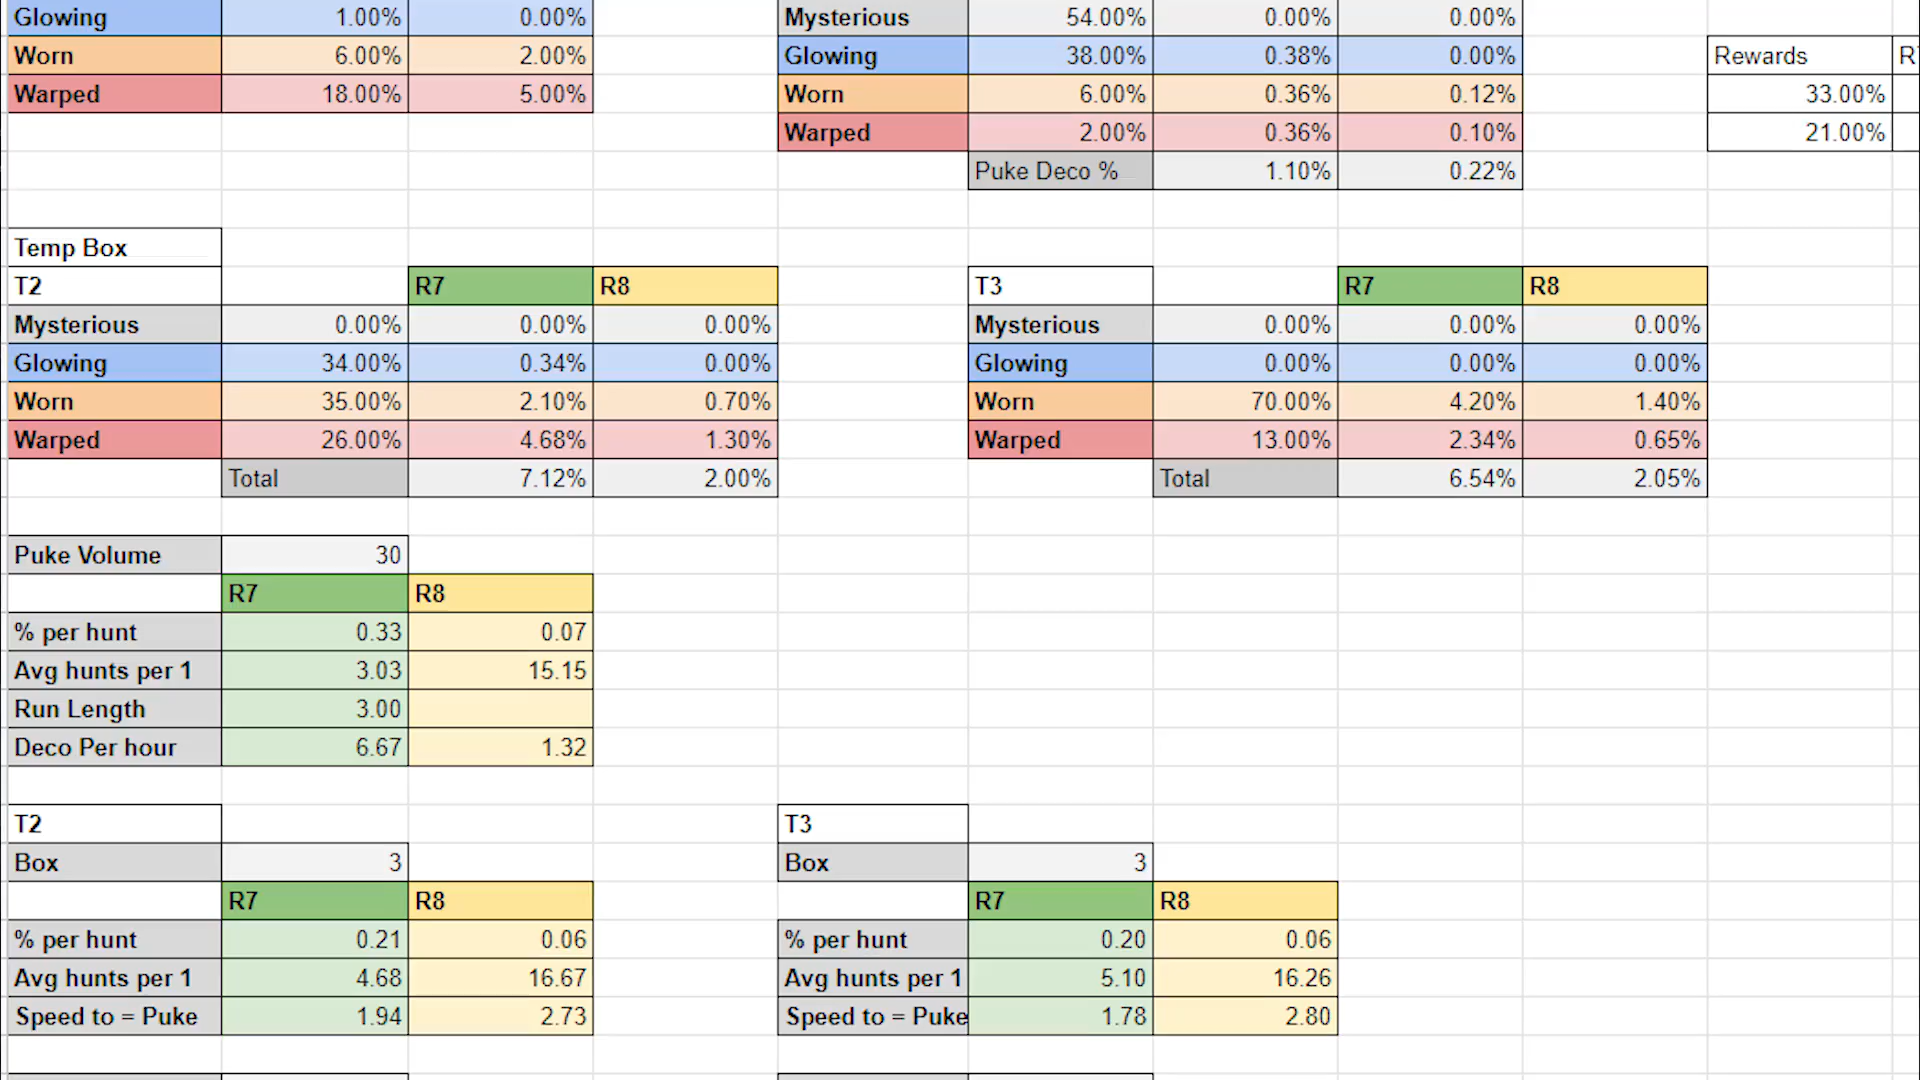 Glowing 1.00% 0.00% Mysterious 54.00% 0.00% 0.00%
Worn 6.00% 2.00% Glowing 38.00% 0.38% 0.00% Rewards R
Warped 18.00% 5.00% Worn 6.00% 0.36% 0.12% 33.00%
Warped 2.00% 0.36% 0.10% 21.00%
Puke Deco % 1.10% 0.22%
Temp Box
T2 R7 R8 T3 R7 R8
Mysterious 0.00% 0.00% 0.00% Mysterious 0.00% 0.00% 0.00%
Glowing 34.00% 0.34% 0.00% Glowing 0.00% 0.00% 0.00%
Worn 35.00% 2.10% 0.70% Worn 70.00% 4.20% 1.40%
Warped 26.00% 4.68% 1.30% Warped 13.00% 2.34% 0.65%
Total 7.12% 2.00% Total 6.54% 2.05%
Puke Volume 30
R7 R8
% per hunt 0.33 0.07
Avg hunts per 1 3.03 15.15
Run Length 3.00
Deco Per hour 6.67 1.32
T2 T3
Box 3 Box 3
R7 R8 R7 R8
% per hunt 0.21 0.06 % per hunt 0.20 0.06
Avg hunts per 1 4.68 16.67 Avg hunts per 1 5.10 16.26
Speed to = Puke 1.94 2.73 Speed to = Puke 1.78 2.80